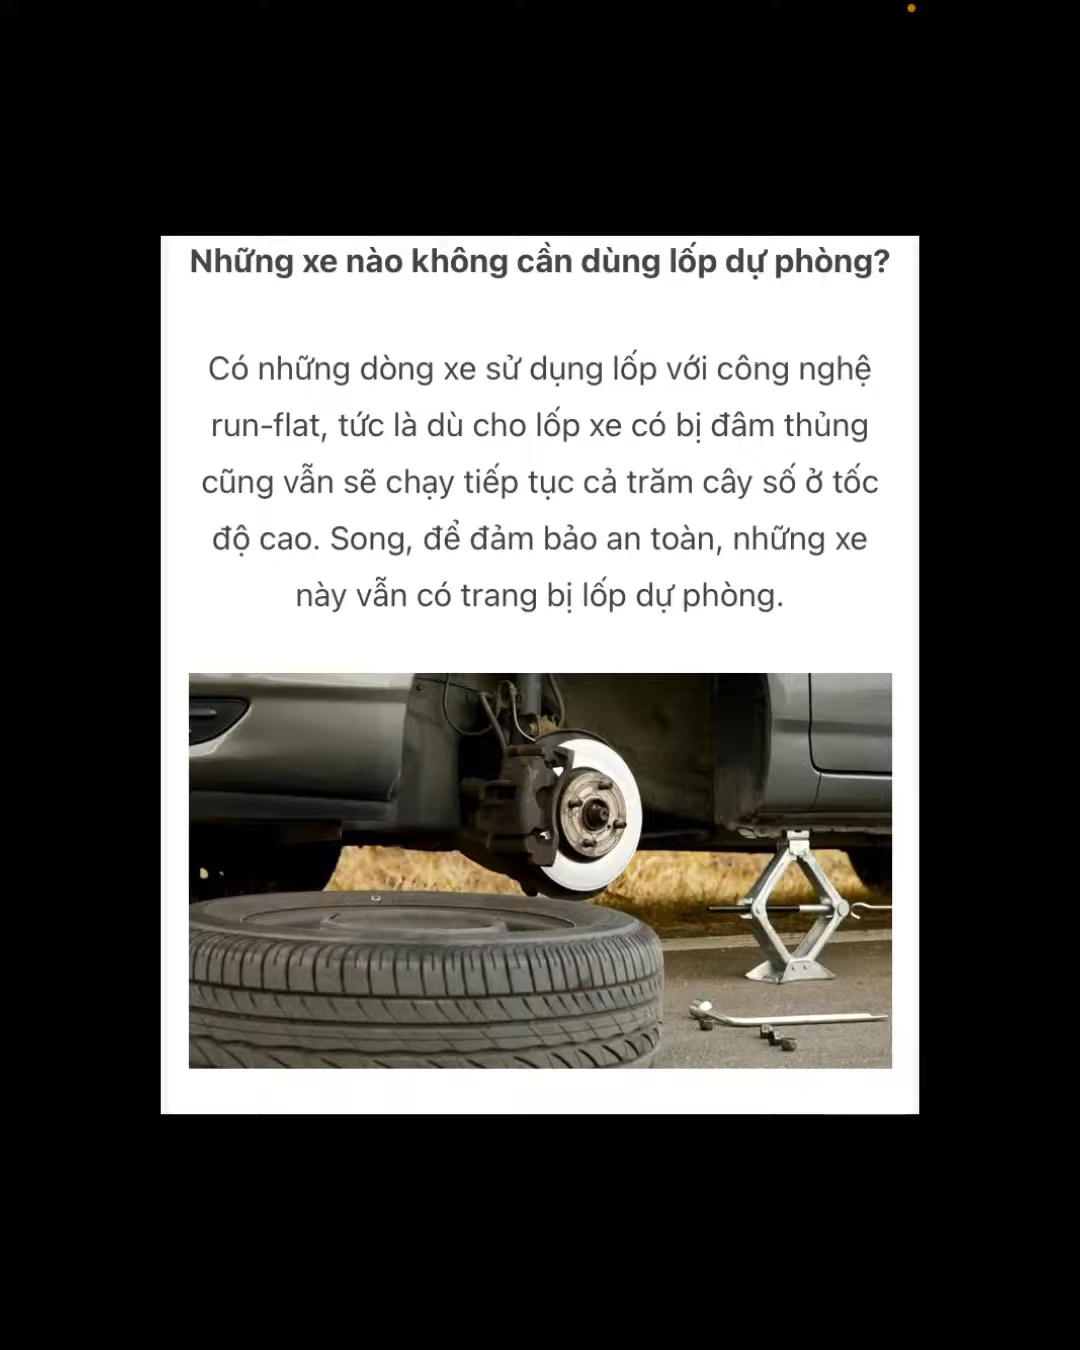 Những xe nào không cần dùng lốp dự phòng?
Có những dòng xe sử dụng lốp với công nghệ
run-flat, tức là dù cho lốp xe có bị đâm thủng
cũng vẫn sẽ chạy tiếp tục cả trăm cây số ở tốc
độ cao. Song, để đảm bảo an toàn, những xe
này vẫn có trang bị lốp dự phòng.